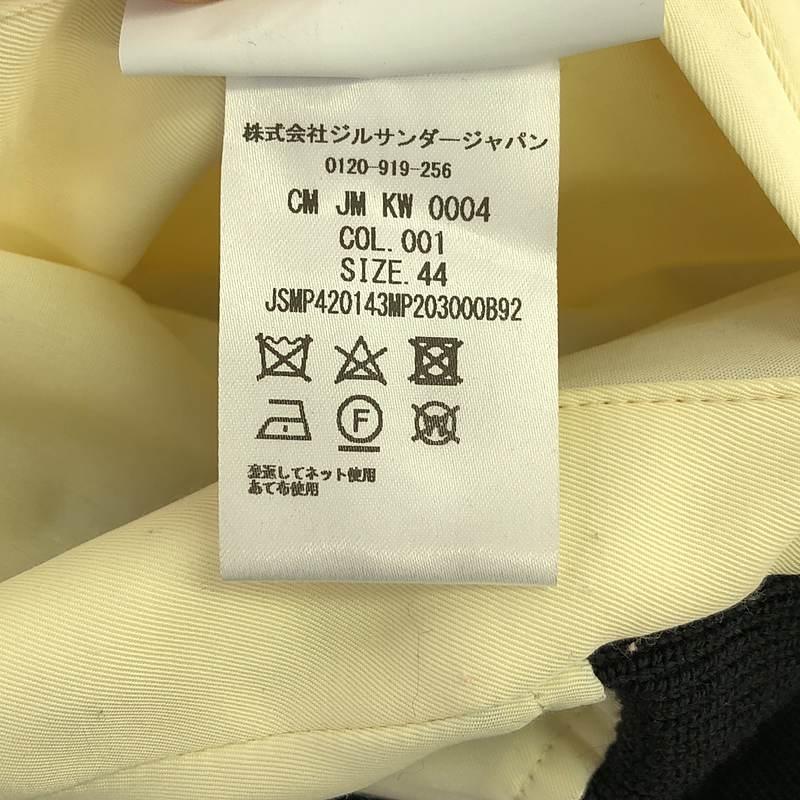 株式会社ジルサンダージャパン
0120-919-256
CM JM KW 0004
COL.001
SIZE.44
JSMP420143MP203000B92
F
W
裏返してネット使用
あて布使用